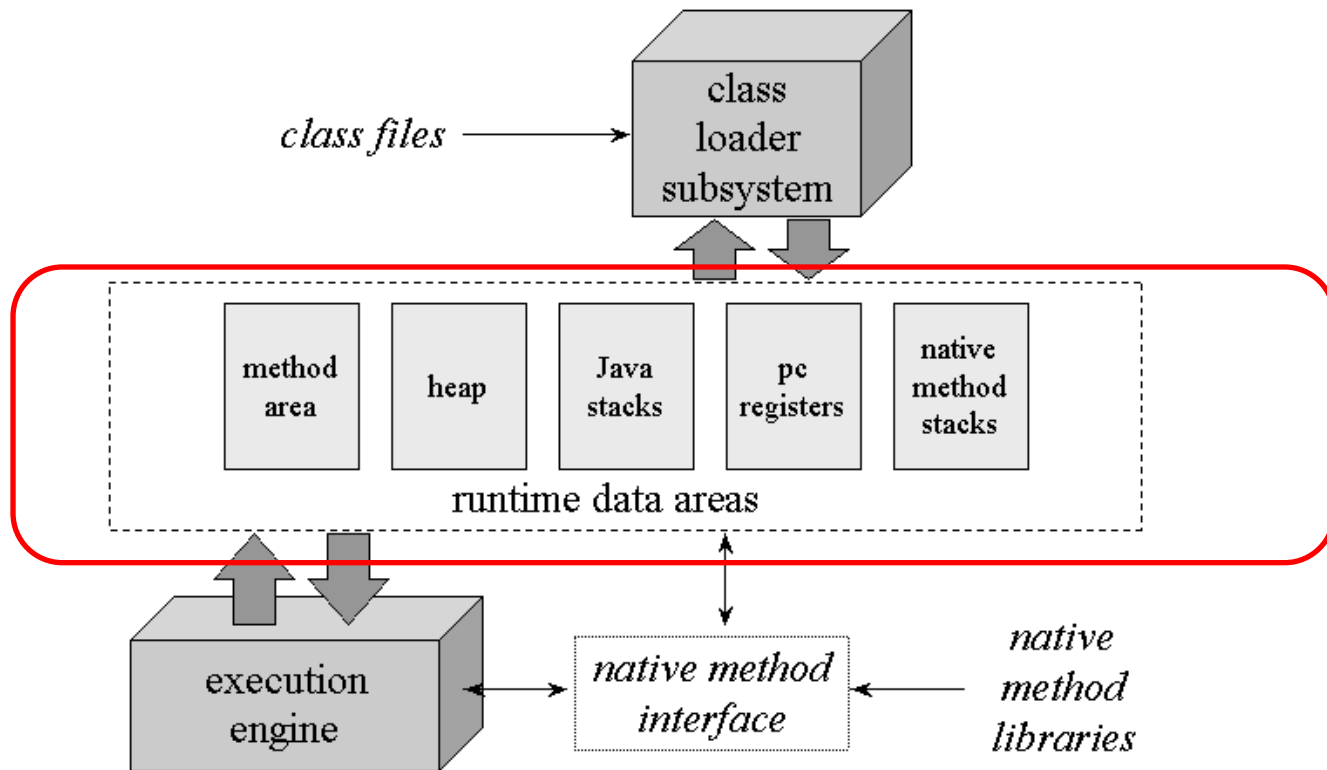 class
loader
subsystem
class files
method
area
heap
Java
stacks
pc
registers
native
method
stacks
runtime data areas
execution
engine
native method
interface
native
method
libraries